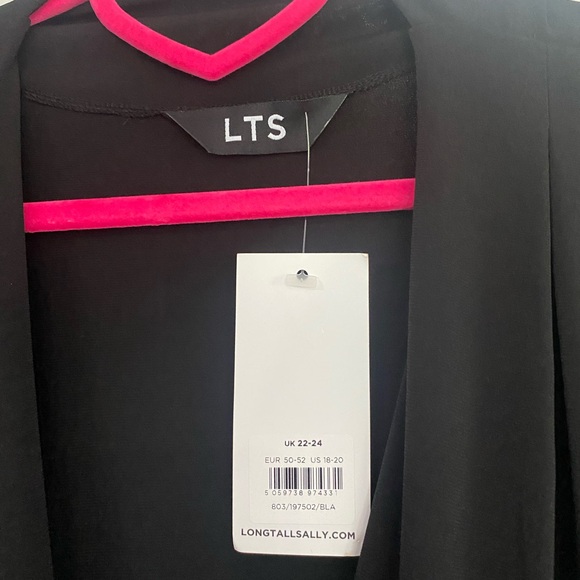 LTS
UK 22-24
EUR 50-52 US 18-20
5 059738 974331
803/197502/BLA
LONGTALLSALLY.COM